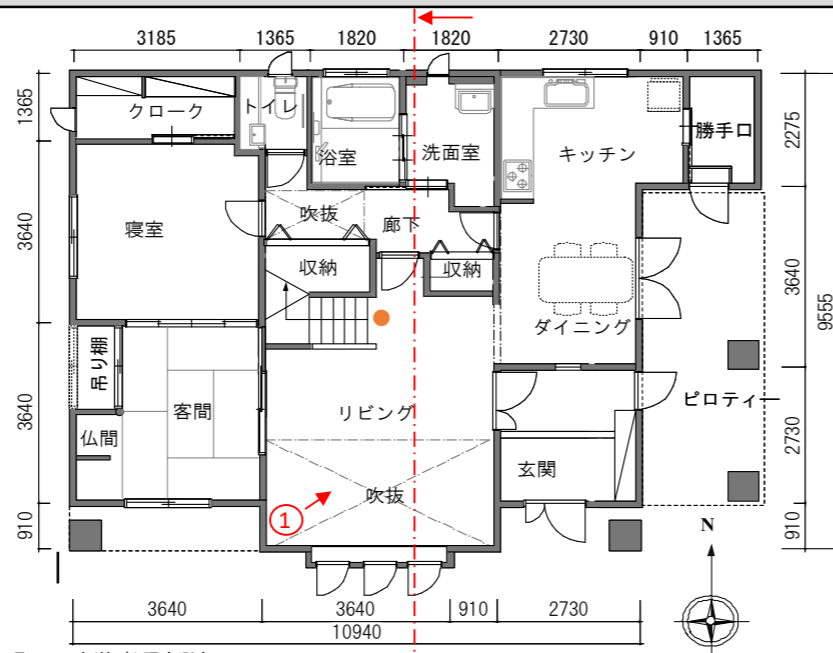 3185 1365 1820 1820 2730 910 1365
1365
3640
3640
910
クローク
トイレ
浴室
洗面室
キッチン
勝手口
2275
3640
9555
2730
910
寝室
吹抜
廊下
収納
収納
ダイニング
吊り棚
客間
仏間
リビング
ピロティ
吹抜
玄関
①
N
3640 3640 910 2730
10940